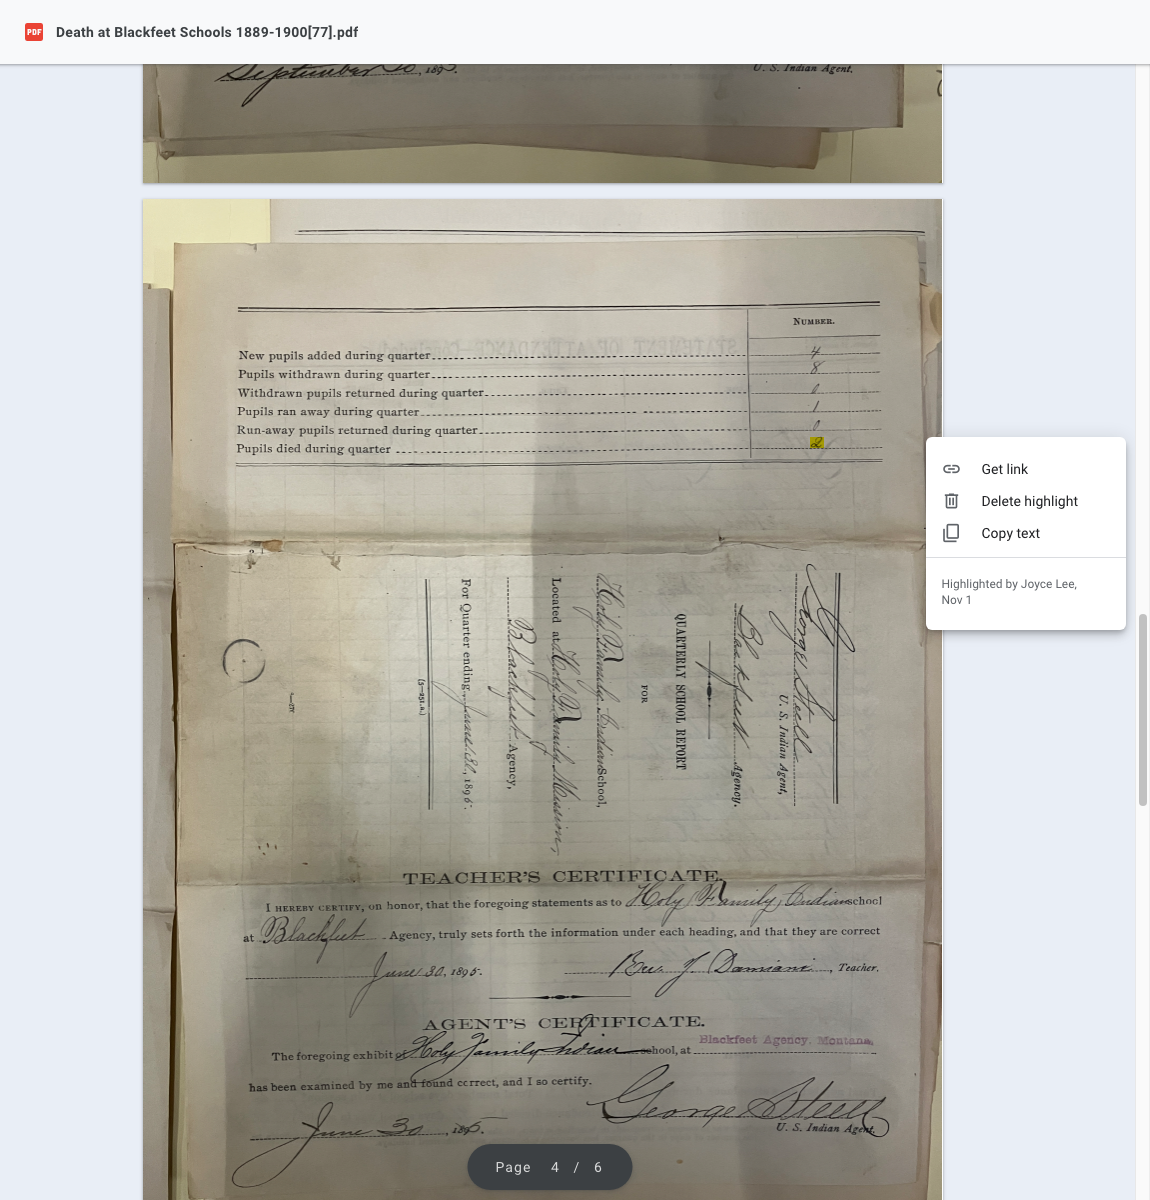 PDF Death at Blackfeet Schools 1889-1900[77].pdf
September 30, 189
U. S. Indian Agent.
NUMBER.
New pupils added during quarter 4
Pupils withdrawn during quarter 8
Withdrawn pupils returned during quarter 0
Pupils ran away during quarter 1
Run-away pupils returned during quarter 0
Pupils died during quarter 2
George Steell
U. S. Indian Agent,
Blackfeet Agency.
QUARTERLY SCHOOL REPORT
FOR
Holy Family Indian School,
Located at Holy Family Mission,
Blackfeet Agency,
For Quarter ending June 30, 1895.
(5—251.a.)
TEACHER'S CERTIFICATE.
I HEREBY CERTIFY, on honor, that the foregoing statements as to Holy Family Indian school
at Blackfeet Agency, truly sets forth the information under each heading, and that they are correct
June 30, 1895.
Rev J. Damiani, Teacher.
AGENT'S CERTIFICATE.
Blackfeet Agency, Montana,
The foregoing exhibit of Holy Family Indian school, at
has been examined by me and found correct, and I so certify.
George Steell
June 30, 1895.
U. S. Indian Agent.
Get link
Delete highlight
Copy text
Highlighted by Joyce Lee,
Nov 1
Page 4 / 6